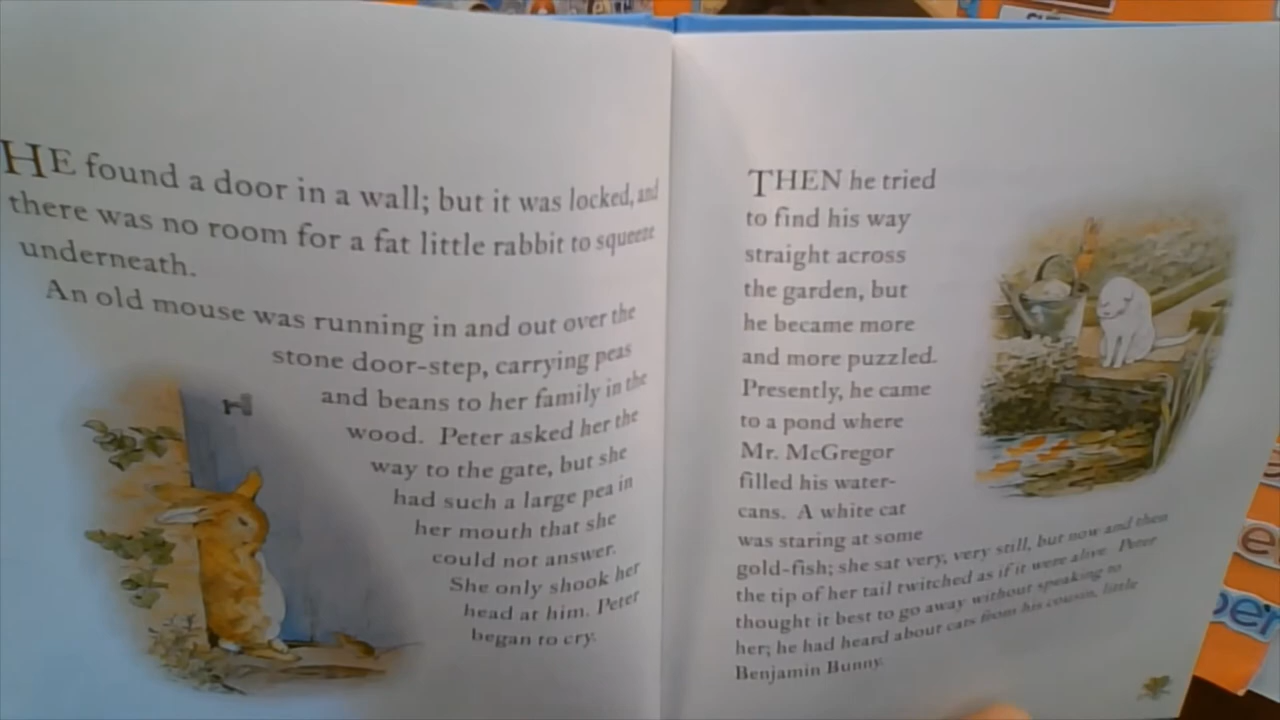 HE found a door in a wall; but it was locked, and
there was no room for a fat little rabbit to squeeze
underneath.
An old mouse was running in and out over the
stone door-step, carrying peas
and beans to her family in the
wood. Peter asked her the
way to the gate, but she
had such a large pea in
her mouth that she
could not answer.
She only shook her
head at him. Peter
began to cry.
THEN he tried
to find his way
straight across
the garden, but
he became more
and more puzzled.
Presently, he came
to a pond where
Mr. McGregor
filled his water-
cans. A white cat
was staring at some
gold-fish; she sat very, very still, but now and then
the tip of her tail twitched as if it were alive. Peter
thought it best to go away without speaking to
her; he had heard about cats from his cousin, little
Benjamin Bunny.